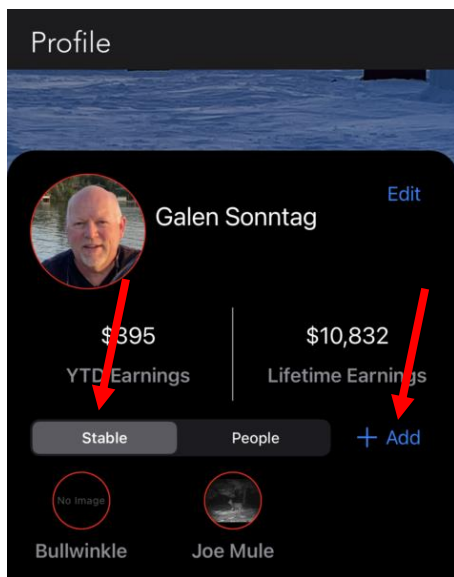 Profile
Edit
Galen Sonntag
$395
$10,832
YTD Earnings
Lifetime Earnings
Stable
People
+ Add
No Image
Bullwinkle
Joe Mule